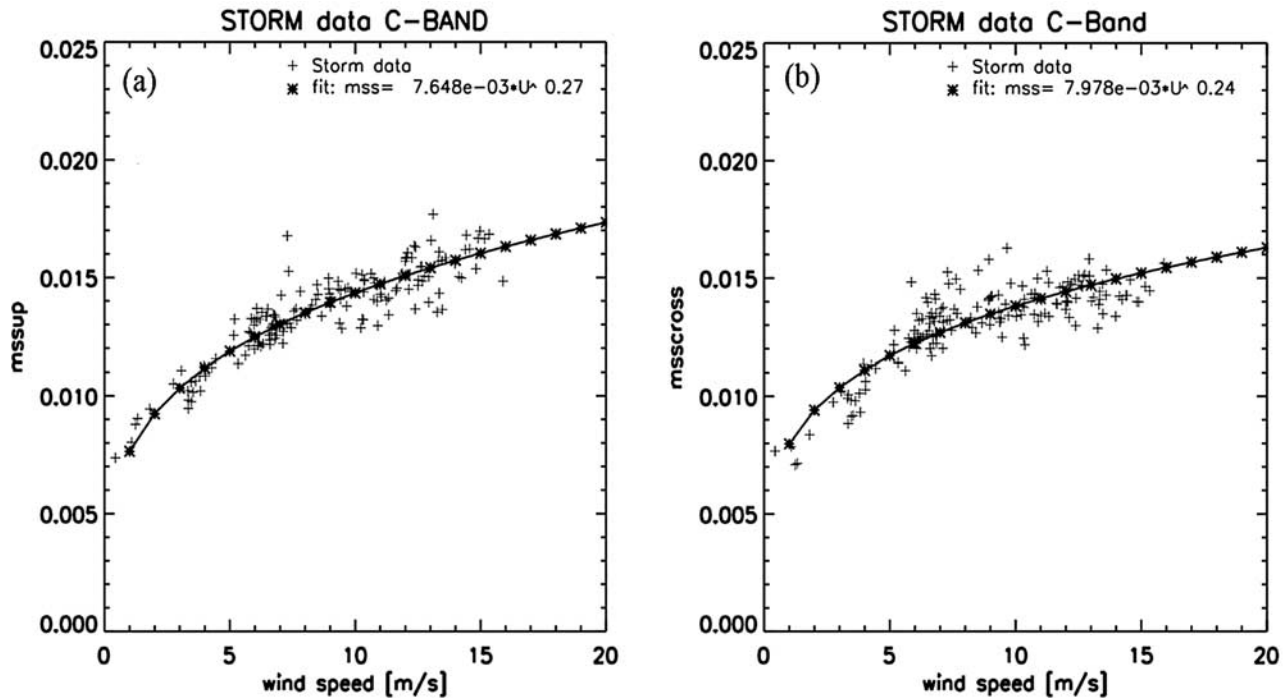 STORM data C-BAND
(a)
+ Storm data
* fit: mss= 7.648e-03*U^ 0.27
0.025
0.020
0.015
0.010
0.005
0.000
mssup
0 5 10 15 20
wind speed [m/s]
STORM data C-Band
(b)
+ Storm data
* fit: mss= 7.978e-03*U^ 0.24
0.025
0.020
0.015
0.010
0.005
0.000
msscross
0 5 10 15 20
wind speed [m/s]